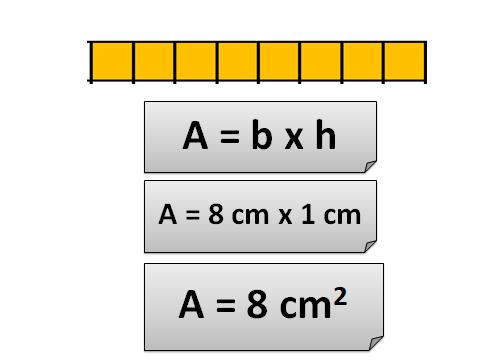 A = b x h
A = 8 cm x 1 cm
A = 8 cm²